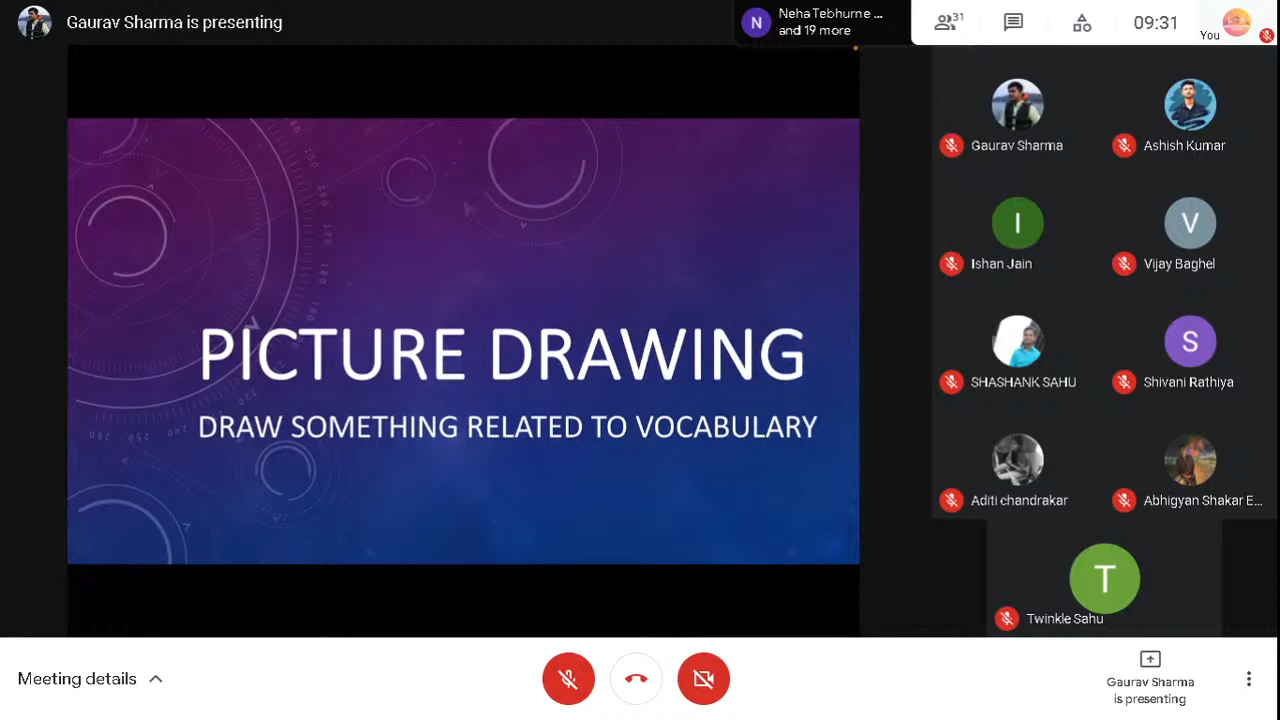 Gaurav Sharma is presenting
N
Neha Tebhurne ...
and 19 more
31
09:31
You
Gaurav Sharma
Ashish Kumar
I
V
Ishan Jain
Vijay Baghel
S
SHASHANK SAHU
Shivani Rathiya
Aditi chandrakar
Abhigyan Shakar E...
T
Twinkle Sahu
PICTURE DRAWING
DRAW SOMETHING RELATED TO VOCABULARY
Meeting details
Gaurav Sharma
is presenting